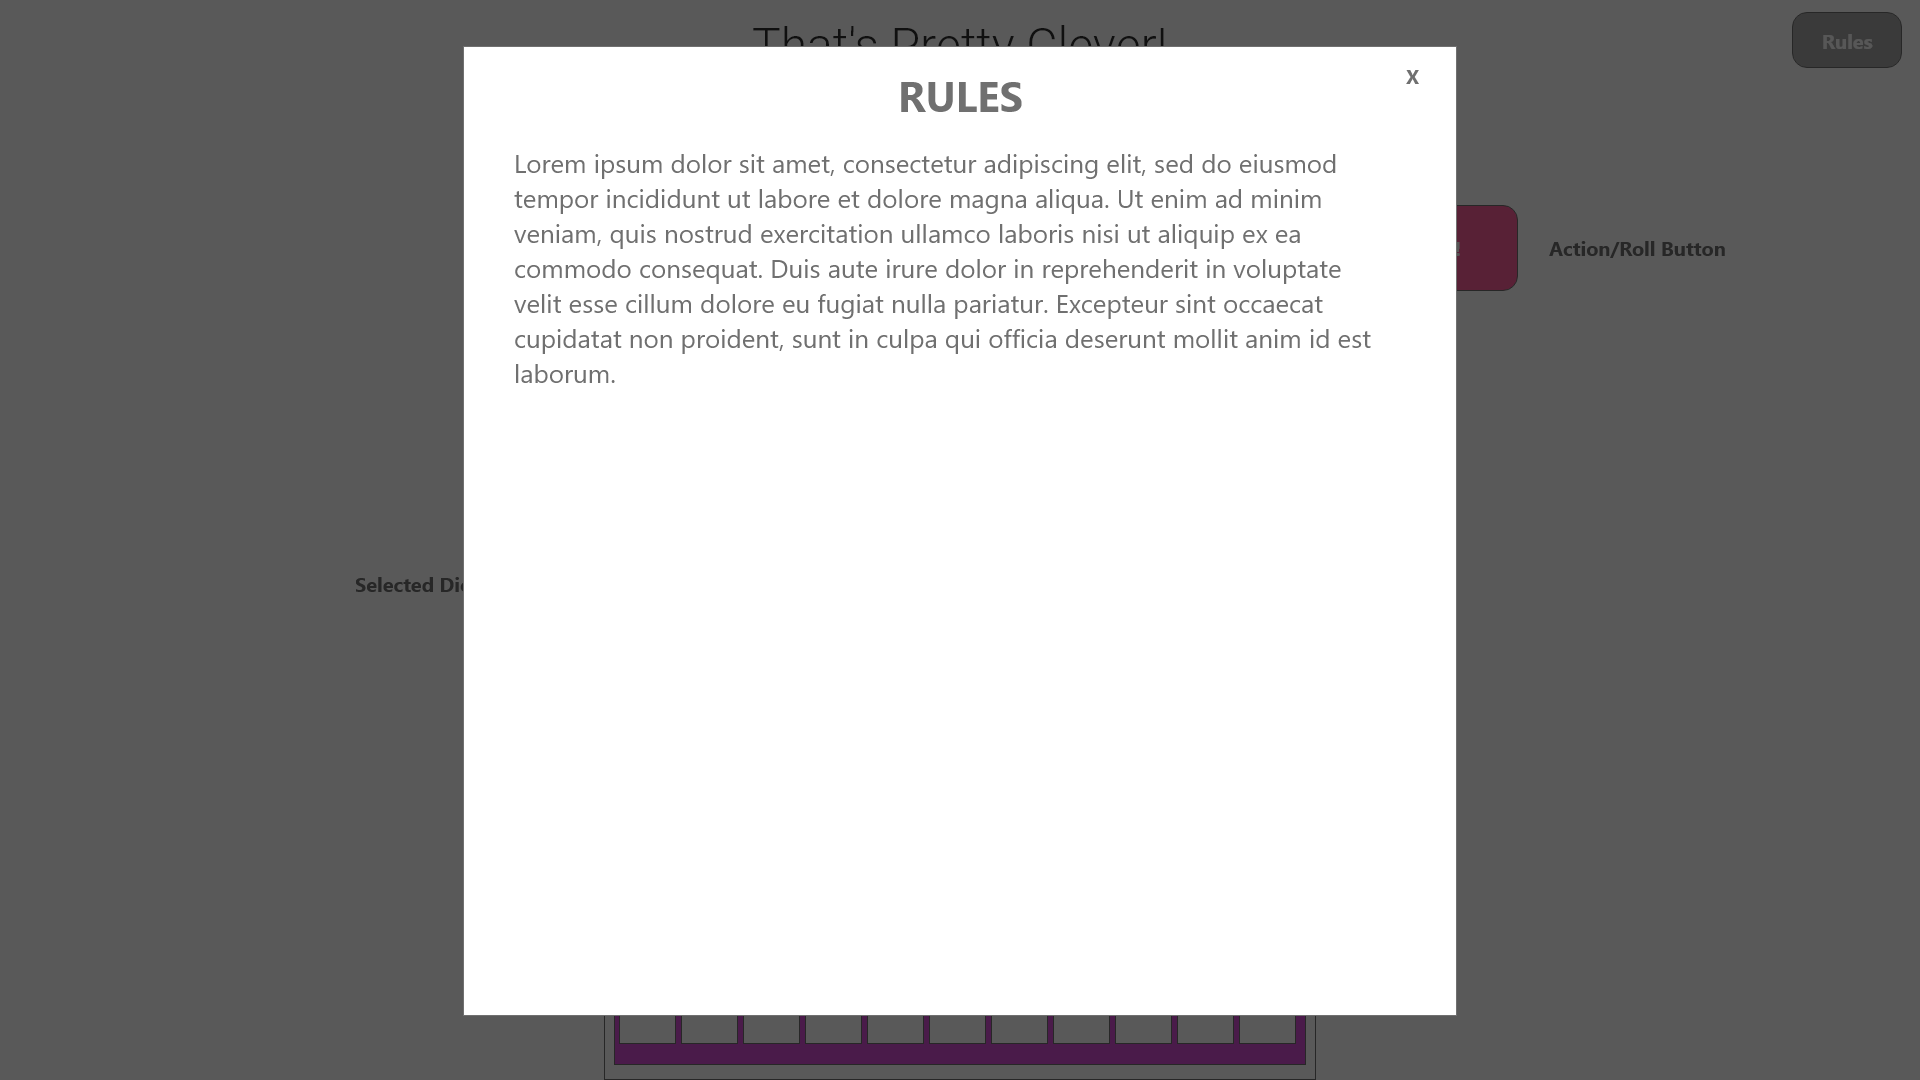 That's Pretty Clever!
Rules
RULES
X
Lorem ipsum dolor sit amet, consectetur adipiscing elit, sed do eiusmod
tempor incididunt ut labore et dolore magna aliqua. Ut enim ad minim
veniam, quis nostrud exercitation ullamco laboris nisi ut aliquip ex ea
commodo consequat. Duis aute irure dolor in reprehenderit in voluptate
velit esse cillum dolore eu fugiat nulla pariatur. Excepteur sint occaecat
cupidatat non proident, sunt in culpa qui officia deserunt mollit anim id est
laborum.
Action/Roll Button
Selected